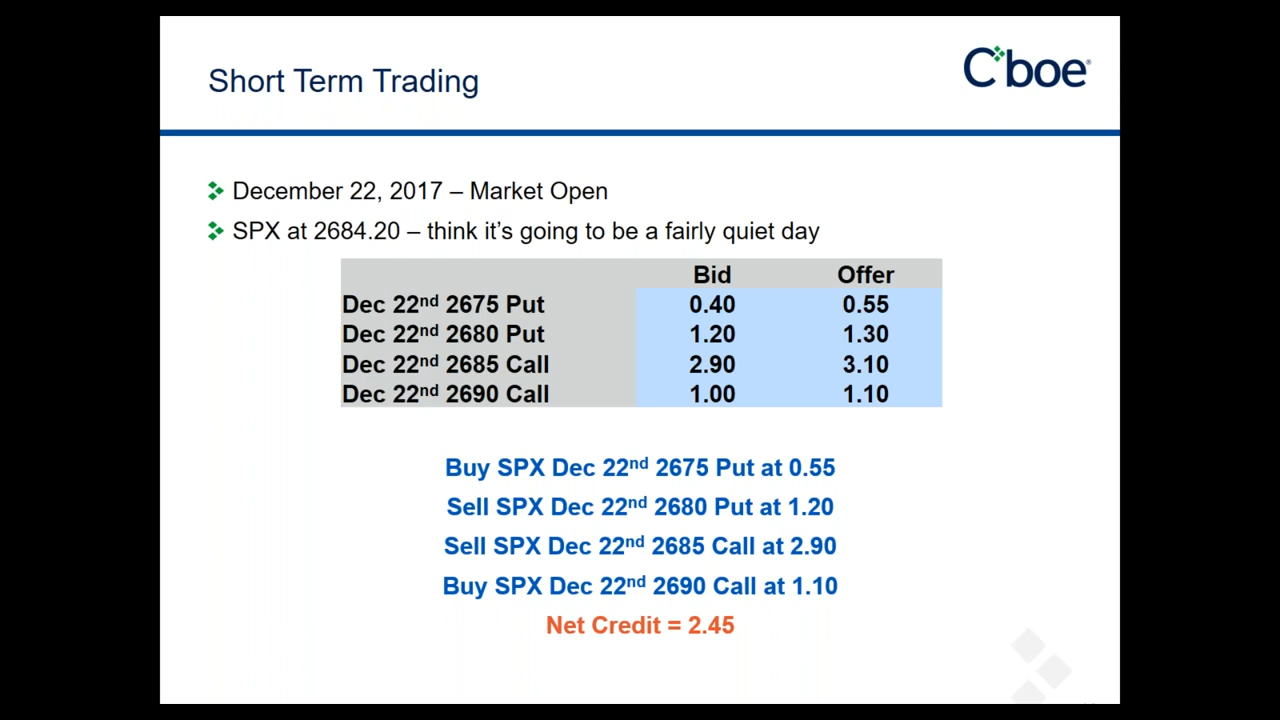 Short Term Trading
Cboe®
December 22, 2017 – Market Open
SPX at 2684.20 – think it's going to be a fairly quiet day
Bid Offer
Dec 22nd 2675 Put 0.40 0.55
Dec 22nd 2680 Put 1.20 1.30
Dec 22nd 2685 Call 2.90 3.10
Dec 22nd 2690 Call 1.00 1.10
Buy SPX Dec 22nd 2675 Put at 0.55
Sell SPX Dec 22nd 2680 Put at 1.20
Sell SPX Dec 22nd 2685 Call at 2.90
Buy SPX Dec 22nd 2690 Call at 1.10
Net Credit = 2.45